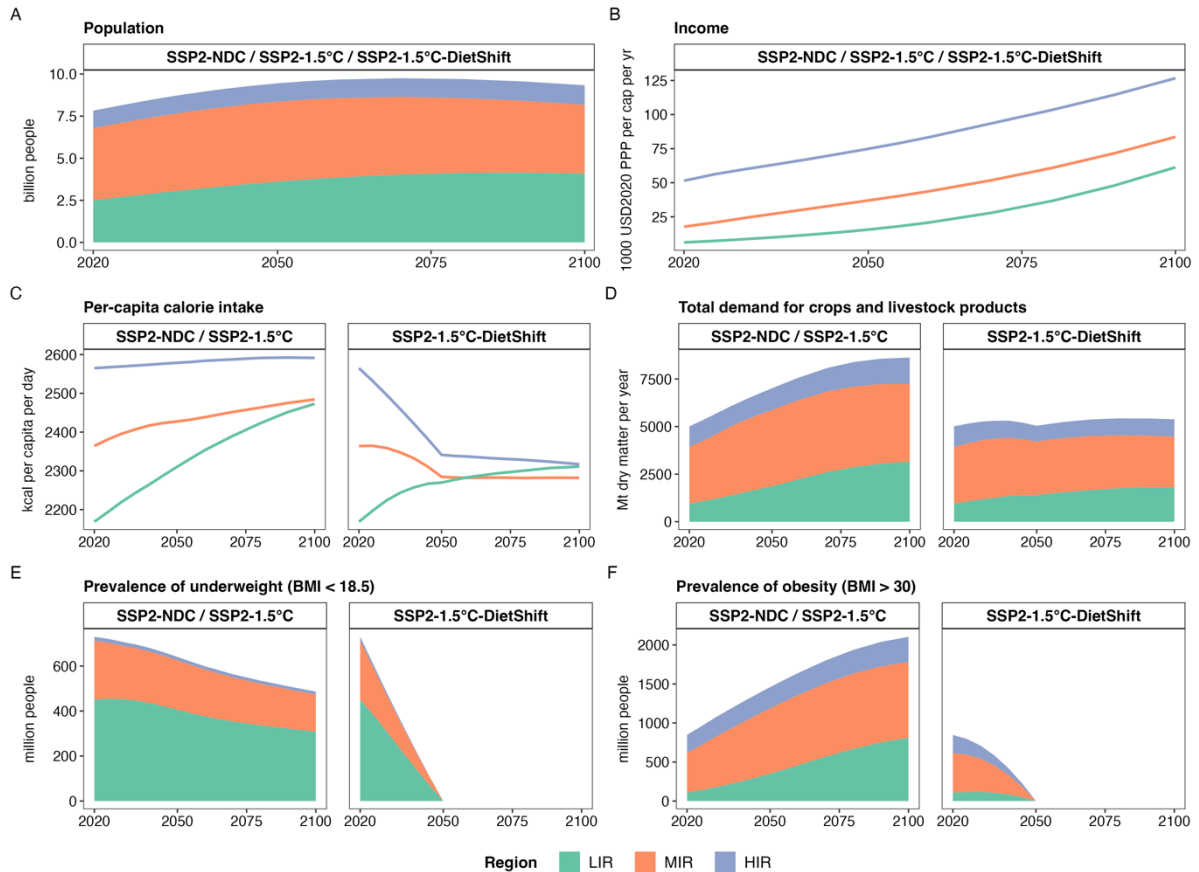 A
Population
SSP2-NDC / SSP2-1.5°C / SSP2-1.5°C-DietShift
billion people
10.0
7.5
5.0
2.5
0.0
2020 2050 2075 2100
B
Income
SSP2-NDC / SSP2-1.5°C / SSP2-1.5°C-DietShift
1000 USD2020 PPP per cap per yr
125
100
75
50
25
2020 2050 2075 2100
C
Per-capita calorie intake
SSP2-NDC / SSP2-1.5°C SSP2-1.5°C-DietShift
kcal per capita per day
2600
2500
2400
2300
2200
2020 2050 2075 2100 2020 2050 2075 2100
D
Total demand for crops and livestock products
SSP2-NDC / SSP2-1.5°C SSP2-1.5°C-DietShift
Mt dry matter per year
7500
5000
2500
0
2020 2050 2075 2100 2020 2050 2075 2100
E
Prevalence of underweight (BMI < 18.5)
SSP2-NDC / SSP2-1.5°C SSP2-1.5°C-DietShift
million people
600
400
200
0
2020 2050 2075 2100 2020 2050 2075 2100
F
Prevalence of obesity (BMI > 30)
SSP2-NDC / SSP2-1.5°C SSP2-1.5°C-DietShift
million people
2000
1500
1000
500
0
2020 2050 2075 2100 2020 2050 2075 2100
Region LIR MIR HIR